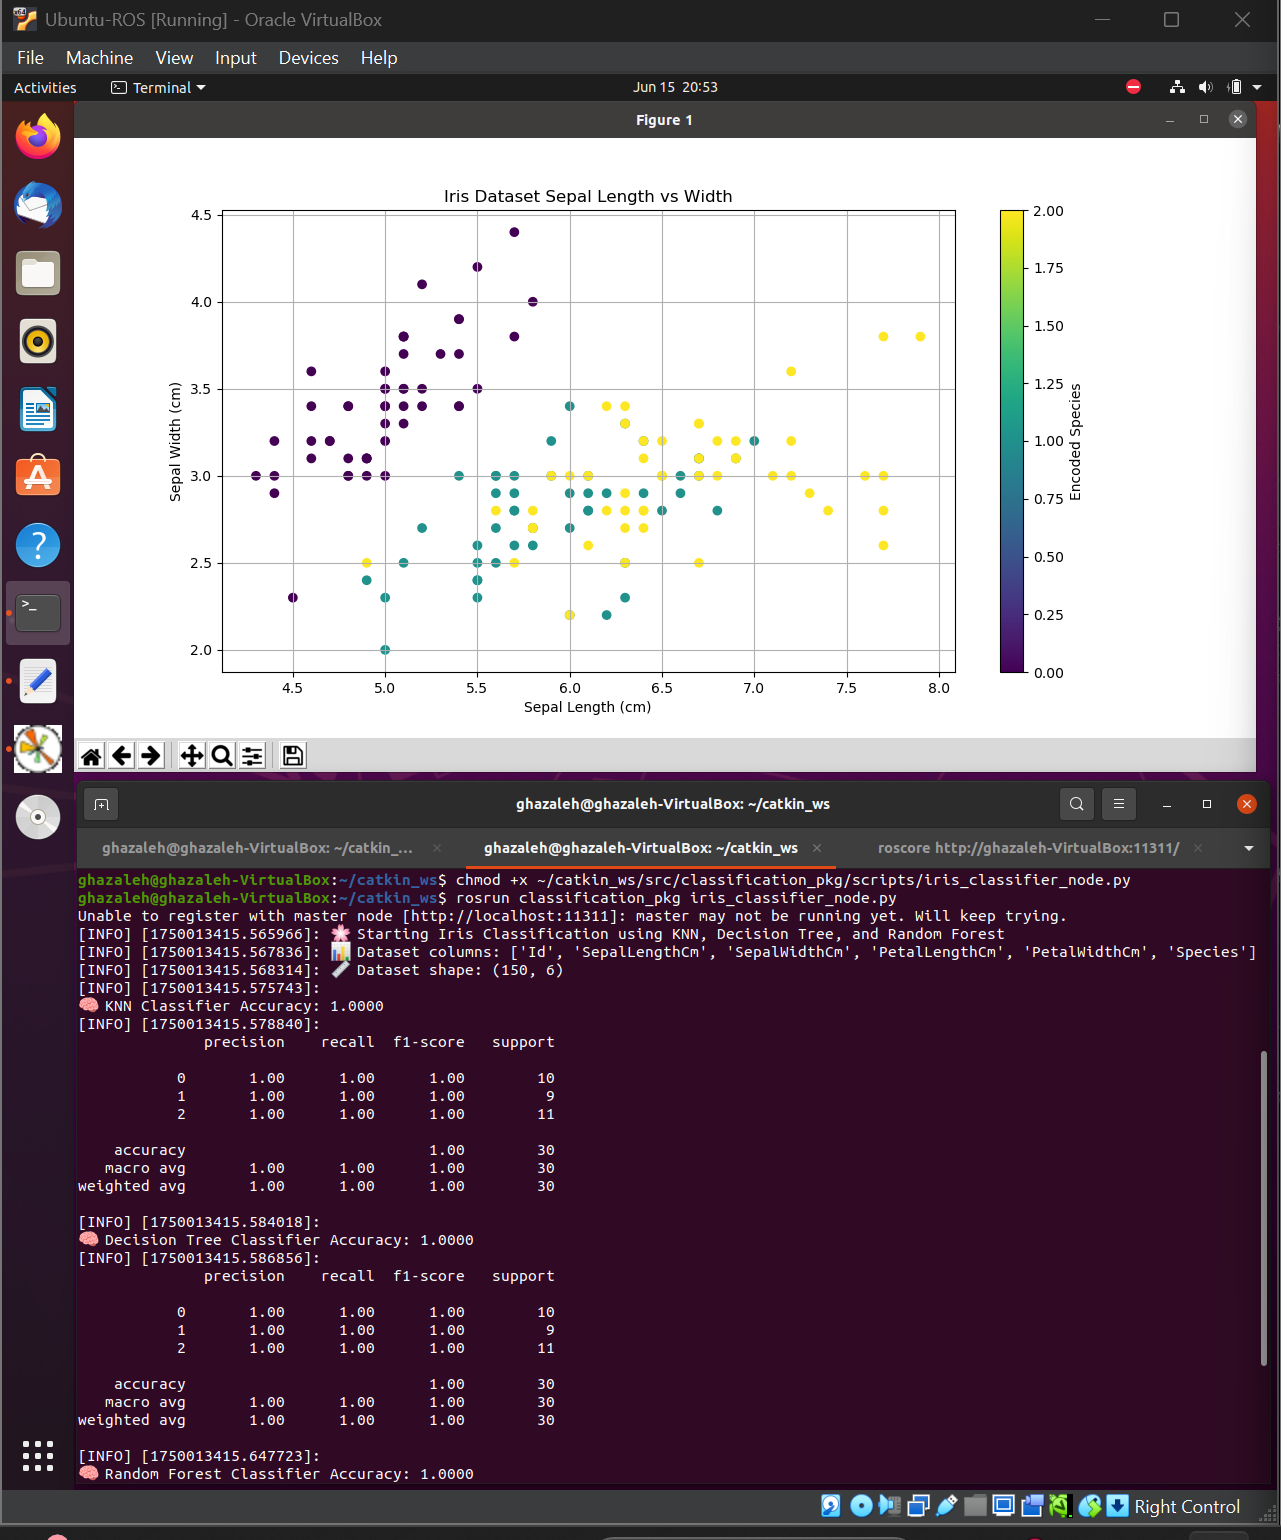 Ubuntu-ROS [Running] - Oracle VirtualBox
File Machine View Input Devices Help
Activities Terminal Jun 15 20:53
Figure 1
Iris Dataset Sepal Length vs Width
4.5
4.0
3.5
3.0
2.5
2.0
Sepal Width (cm)
4.5 5.0 5.5 6.0 6.5 7.0 7.5 8.0
Sepal Length (cm)
2.00
1.75
1.50
1.25
1.00
0.75
0.50
0.25
0.00
Encoded Species
ghazaleh@ghazaleh-VirtualBox: ~/catkin_ws
ghazaleh@ghazaleh-VirtualBox: ~/catkin_... ghazaleh@ghazaleh-VirtualBox: ~/catkin_ws roscore http://ghazaleh-VirtualBox:11311/
ghazaleh@ghazaleh-VirtualBox:~/catkin_ws$ chmod +x ~/catkin_ws/src/classification_pkg/scripts/iris_classifier_node.py
ghazaleh@ghazaleh-VirtualBox:~/catkin_ws$ rosrun classification_pkg iris_classifier_node.py
Unable to register with master node [http://localhost:11311]: master may not be running yet. Will keep trying.
[INFO] [1750013415.565966]: 🌸 Starting Iris Classification using KNN, Decision Tree, and Random Forest
[INFO] [1750013415.567836]: 📊 Dataset columns: ['Id', 'SepalLengthCm', 'SepalWidthCm', 'PetalLengthCm', 'PetalWidthCm', 'Species']
[INFO] [1750013415.568314]: 📏 Dataset shape: (150, 6)
[INFO] [1750013415.575743]:
🧠 KNN Classifier Accuracy: 1.0000
[INFO] [1750013415.578840]:
precision recall f1-score support
0 1.00 1.00 1.00 10
1 1.00 1.00 1.00 9
2 1.00 1.00 1.00 11
accuracy 1.00 30
macro avg 1.00 1.00 1.00 30
weighted avg 1.00 1.00 1.00 30
[INFO] [1750013415.584018]:
🧠 Decision Tree Classifier Accuracy: 1.0000
[INFO] [1750013415.586856]:
precision recall f1-score support
0 1.00 1.00 1.00 10
1 1.00 1.00 1.00 9
2 1.00 1.00 1.00 11
accuracy 1.00 30
macro avg 1.00 1.00 1.00 30
weighted avg 1.00 1.00 1.00 30
[INFO] [1750013415.647723]:
🧠 Random Forest Classifier Accuracy: 1.0000
Right Control